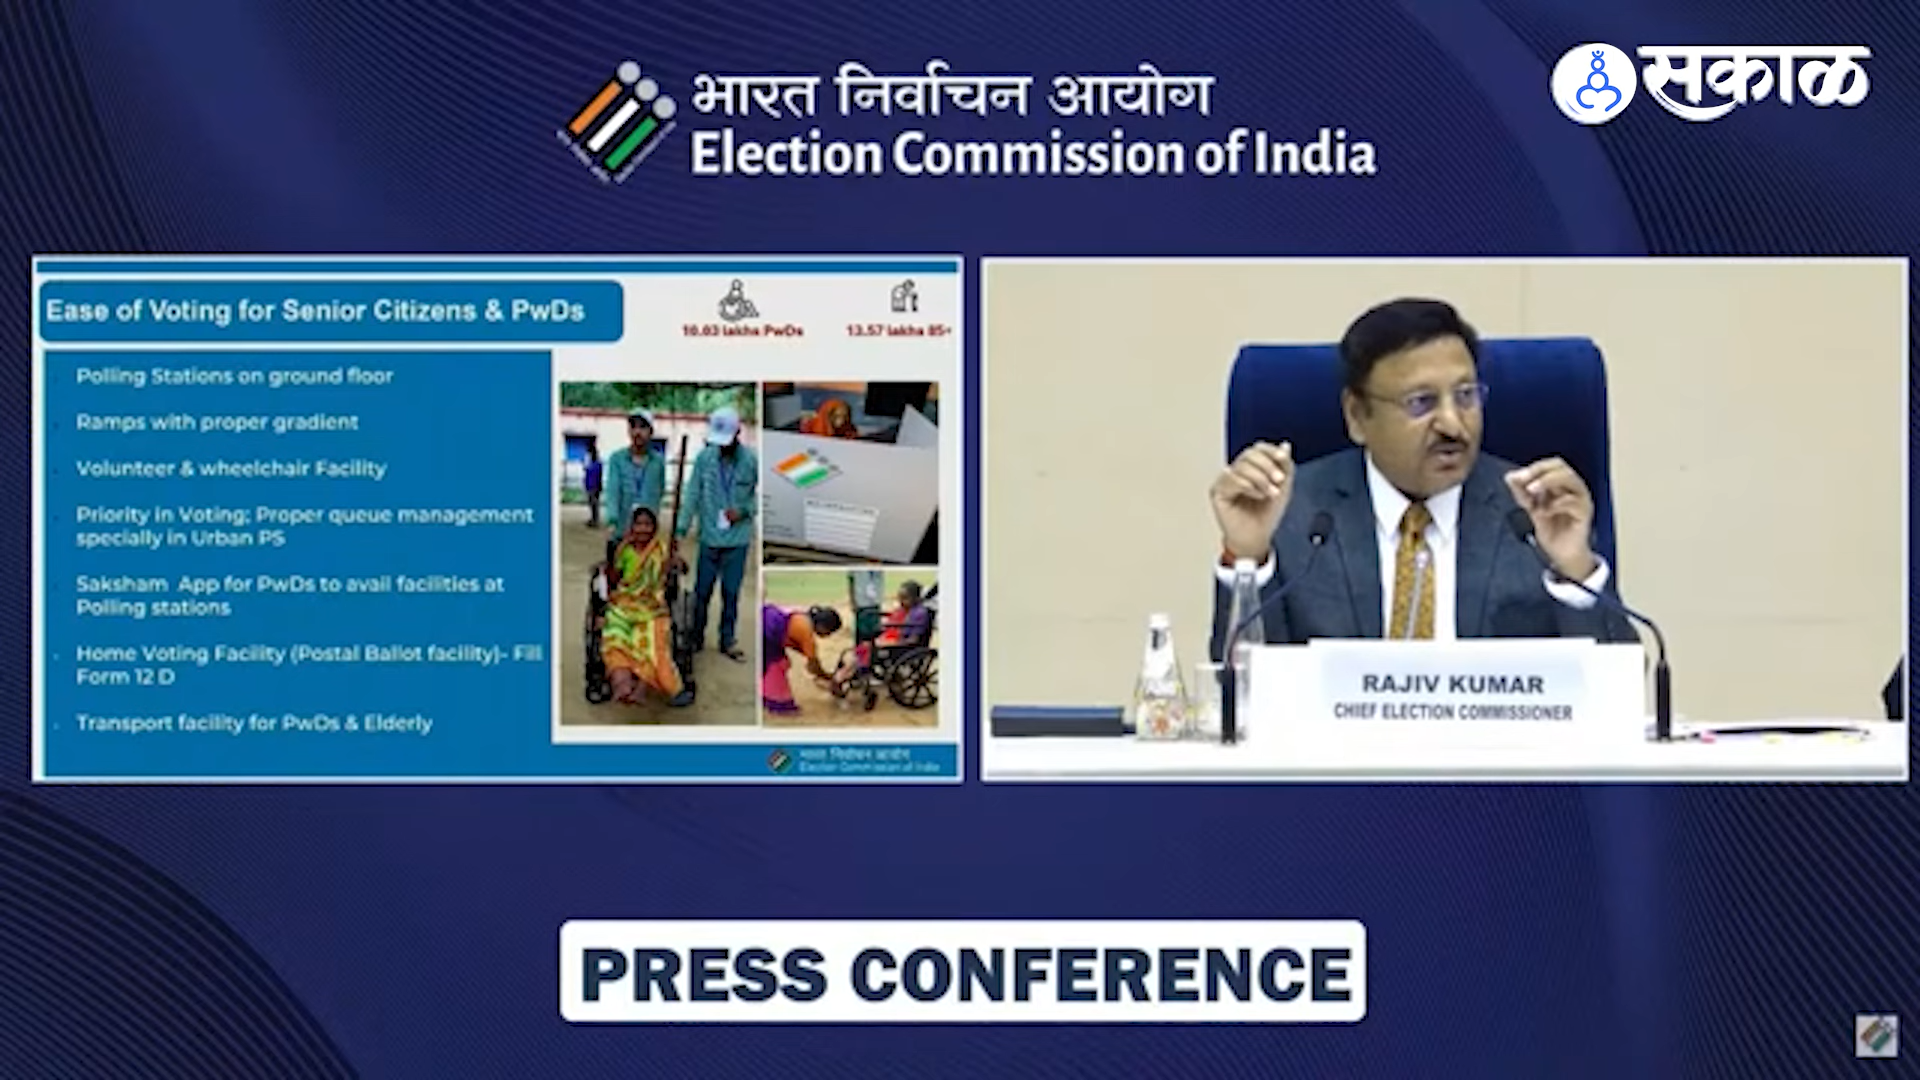 सकाळ
भारत निर्वाचन आयोग
Election Commission of India
Ease of Voting for Senior Citizens & PwDs
10.03 lakhs PwDs
13.57 lakhs 85+
Polling Stations on ground floor
Ramps with proper gradient
Volunteer & wheelchair Facility
Priority in Voting; Proper queue management
specially in Urban PS
Saksham App for PwDs to avail facilities at
Polling stations
Home Voting Facility (Postal Ballot facility)- Fill
Form 12 D
Transport facility for PwDs & Elderly
भारत निर्वाचन आयोग
Election Commission of India
RAJIV KUMAR
CHIEF ELECTION COMMISSIONER
PRESS CONFERENCE